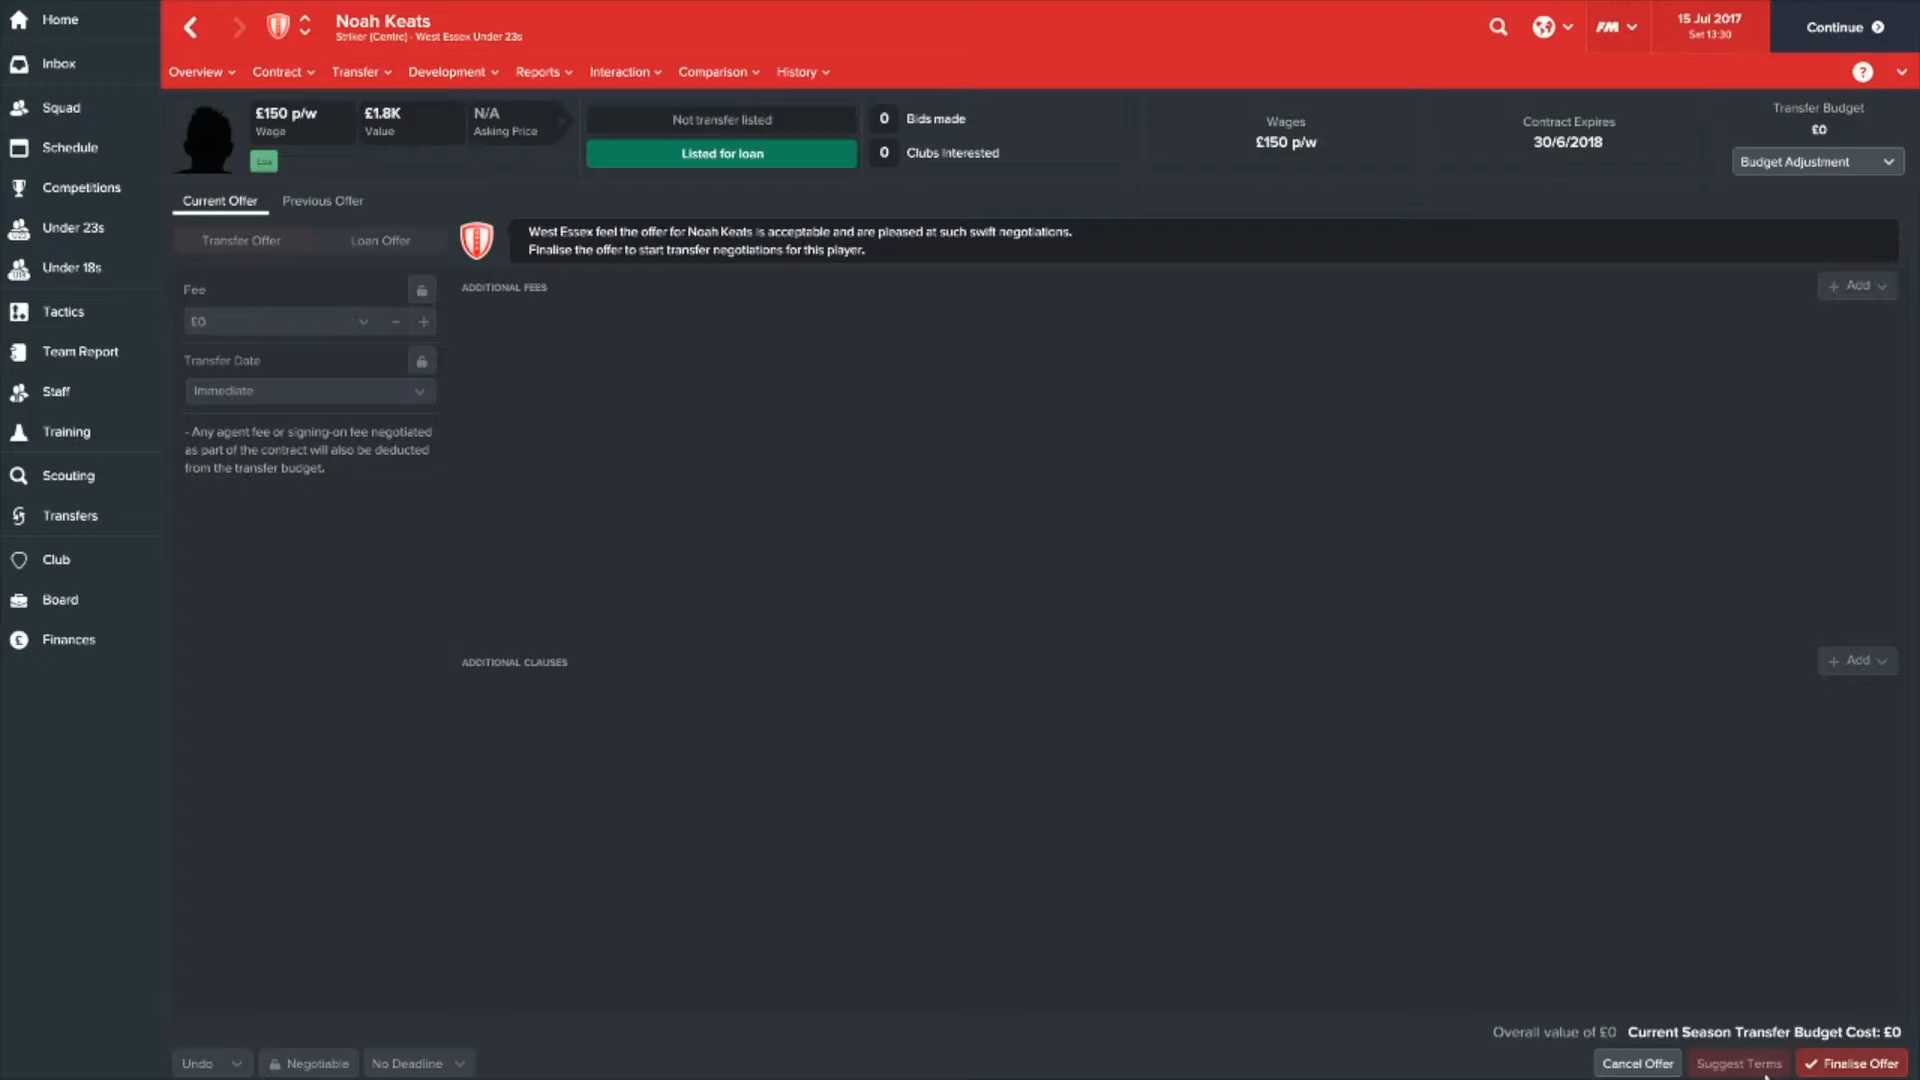 Home
Inbox
Squad
Schedule
Competitions
Under 23s
Under 18s
Tactics
Team Report
Staff
Training
Scouting
Transfers
Club
Board
Finances
Noah Keats
Striker (Centre) - West Essex Under 23s
FM
15 Jul 2017
Sat 13:30
Continue
Overview
Contract
Transfer
Development
Reports
Interaction
Comparison
History
?
£150 p/w
Wage
£1.8K
Value
N/A
Asking Price
Not transfer listed
Listed for loan
0 Bids made
0 Clubs Interested
Wages
£150 p/w
Contract Expires
30/6/2018
Transfer Budget
£0
Budget Adjustment
Current Offer
Previous Offer
Transfer Offer
Loan Offer
West Essex feel the offer for Noah Keats is acceptable and are pleased at such swift negotiations.
Finalise the offer to start transfer negotiations for this player.
Fee
£0
Transfer Date
Immediate
- Any agent fee or signing-on fee negotiated
as part of the contract will also be deducted
from the transfer budget.
ADDITIONAL FEES
+ Add
ADDITIONAL CLAUSES
+ Add
Overall value of £0 Current Season Transfer Budget Cost: £0
Undo
Negotiable
No Deadline
Cancel Offer
Suggest Terms
Finalise Offer